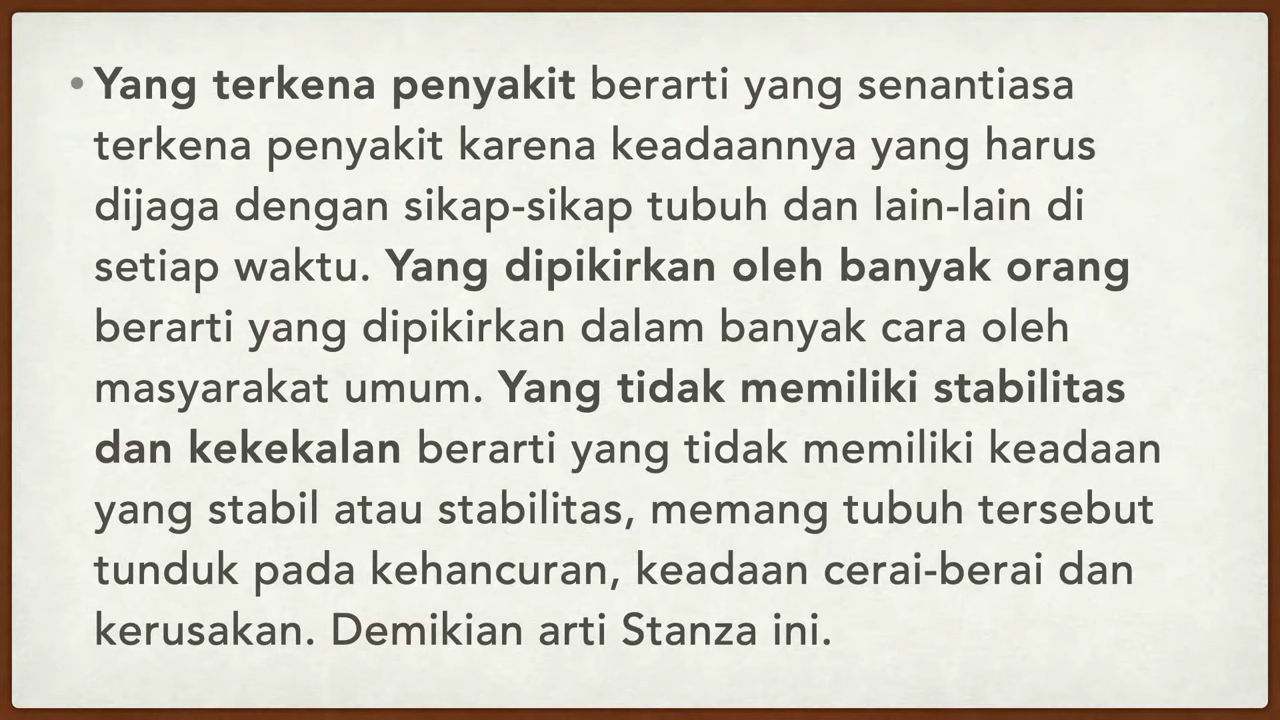 • Yang terkena penyakit berarti yang senantiasa
terkena penyakit karena keadaannya yang harus
dijaga dengan sikap-sikap tubuh dan lain-lain di
setiap waktu. Yang dipikirkan oleh banyak orang
berarti yang dipikirkan dalam banyak cara oleh
masyarakat umum. Yang tidak memiliki stabilitas
dan kekekalan berarti yang tidak memiliki keadaan
yang stabil atau stabilitas, memang tubuh tersebut
tunduk pada kehancuran, keadaan cerai-berai dan
kerusakan. Demikian arti Stanza ini.